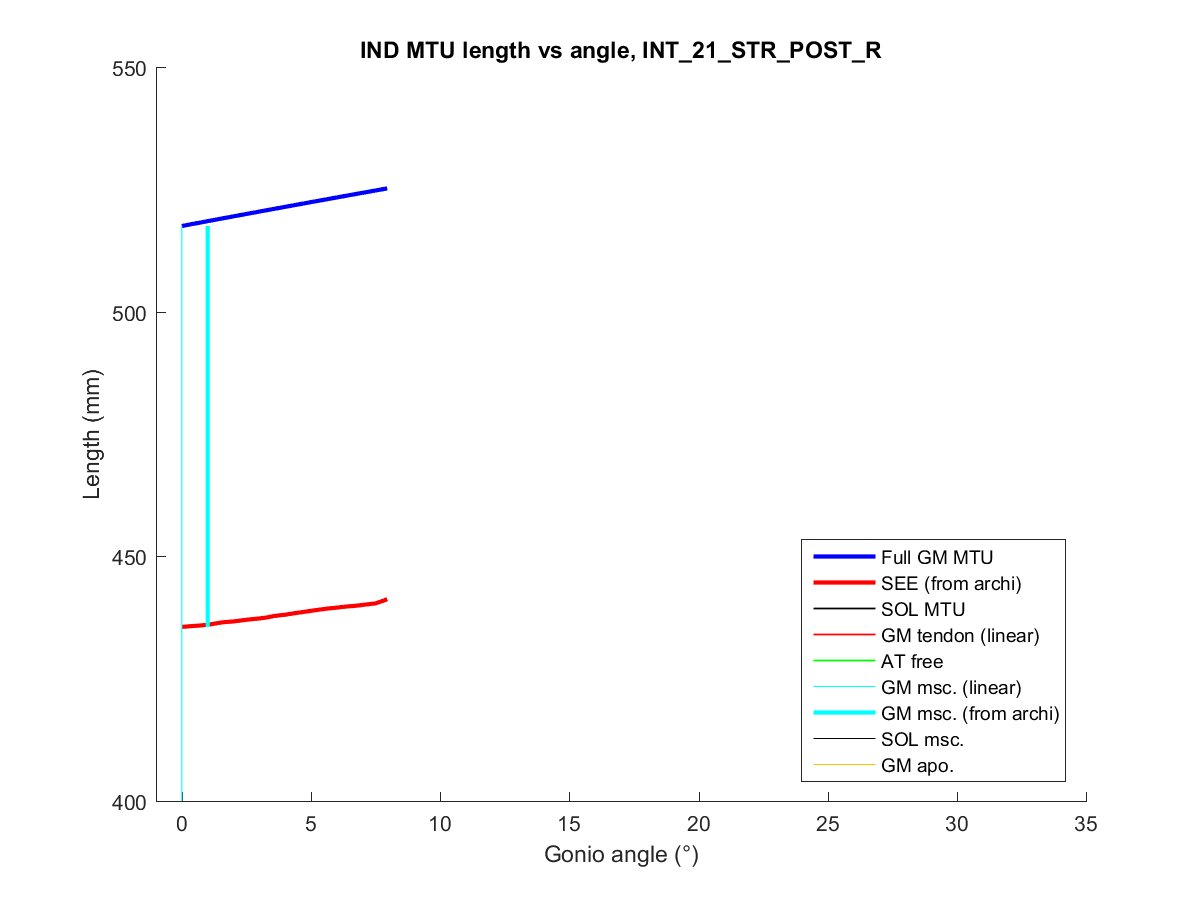 IND MTU length vs angle, INT_21_STR_POST_R
550
500
450
400
Length (mm)
0 5 10 15 20 25 30 35
Gonio angle (°)
Full GM MTU
SEE (from archi)
SOL MTU
GM tendon (linear)
AT free
GM msc. (linear)
GM msc. (from archi)
SOL msc.
GM apo.